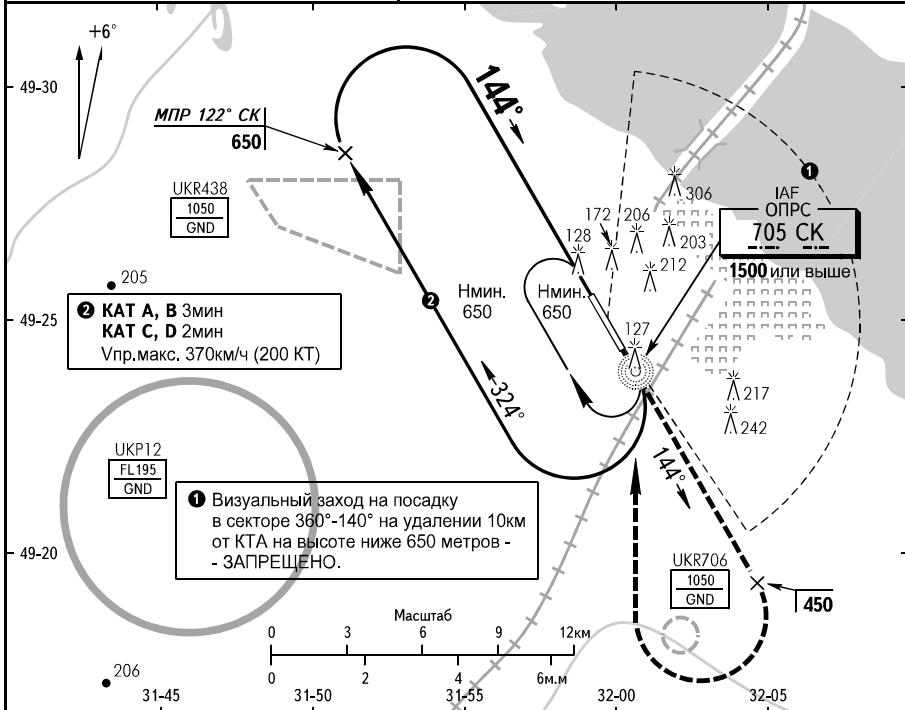 +6°
49-30
144°
МПР 122° СК
650
UKR438
1050
GND
306
IAF
ОПРС
705 СК
1500 или выше
172
206
128
203
212
205
Нмин.
650
Нмин.
650
49-25
❷ КАТ А, В 3мин
КАТ С, D 2мин
Vпр.макс. 370км/ч (200 КТ)
❷
❶
127
217
242
324°
144°
UKP12
FL195
GND
❶ Визуальный заход на посадку
в секторе 360°-140° на удалении 10км
от КТА на высоте ниже 650 метров -
- ЗАПРЕЩЕНО.
49-20
UKR706
1050
GND
450
Масштаб
0 3 6 9 12км
0 2 4 6м.м
206
31-45 31-50 31-55 32-00 32-05